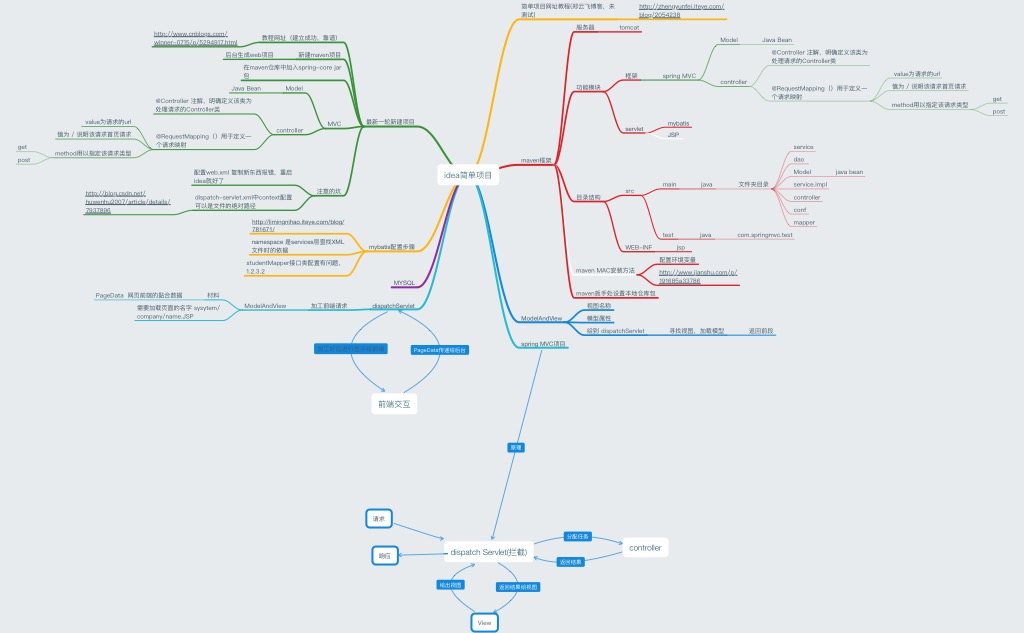 idea简单项目
简单项目网址教程(郑云飞博客，未
测试)
http://zhengyunfei.iteye.com/
blog/2054238
maven框架
服务器
tomcat
功能模块
框架
spring MVC
Model
Java Bean
controller
@Controller 注解，明确定义该类为
处理请求的Controller类
@RequestMapping（）用于定义一
个请求映射
value为请求的url
值为 / 说明该请求首页请求
method用以指定该请求类型
get
post
servlet
mybatis
JSP
目录结构
src
main
java
文件夹目录
service
dao
Model
java bean
service.impl
controller
conf
mapper
test
java
com.springmvc.test
WEB-INF
jsp
maven MAC安装方法
配置环境变量
http://www.jianshu.com/p/
191685a33786
maven扳手处设置本地仓库包
ModelAndView
视图名称
模型属性
给到 dispatchServlet
寻找视图，加载模型
返回前段
spring MVC项目
最新一轮新建项目
教程网址（建立成功，靠谱）
http://www.cnblogs.com/
winner-0715/p/5294917.html
新建maven项目
后台生成web项目
在maven仓库中加入spring-core jar
包
MVC
Model
Java Bean
controller
@Controller 注解，明确定义该类为
处理请求的Controller类
@RequestMapping（）用于定义一
个请求映射
value为请求的url
值为 / 说明该请求首页请求
method用以指定该请求类型
get
post
注意的坑
配置web.xml 复制新东西报错，重启
idea就好了
dispatch-servlet.xml中context配置
可以是文件的绝对路径
http://blog.csdn.net/
huwenhu2007/article/details/
7937886
mybatis配置步骤
http://limingnihao.iteye.com/blog/
781671/
namespace 是services层查找XML
文件时的依据
studentMapper接口类配置有问题，
1,2,3,2
MYSQL
dispatchServlet
加工前端请求
ModelAndView
材料
PageData 网页前端的贴合数据
需要加载页面的名字 sysytem/
company/name.JSP
PageData传递给后台
前端交互
原理
请求
响应
dispatch Servlet(拦截)
分配任务
controller
返回结果
给出视图
返回结果给视图
View